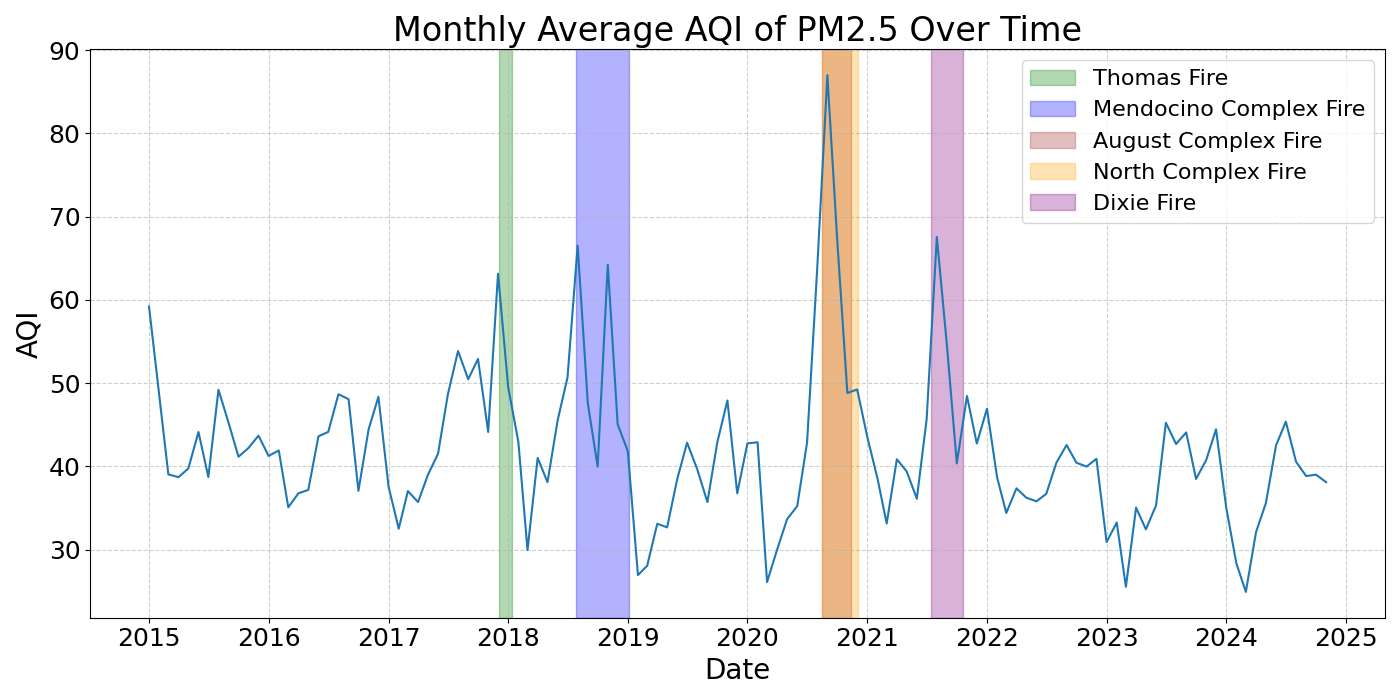 Monthly Average AQI of PM2.5 Over Time
90
80
70
60
50
40
30
AQI
Thomas Fire
Mendocino Complex Fire
August Complex Fire
North Complex Fire
Dixie Fire
2015 2016 2017 2018 2019 2020 2021 2022 2023 2024 2025
Date